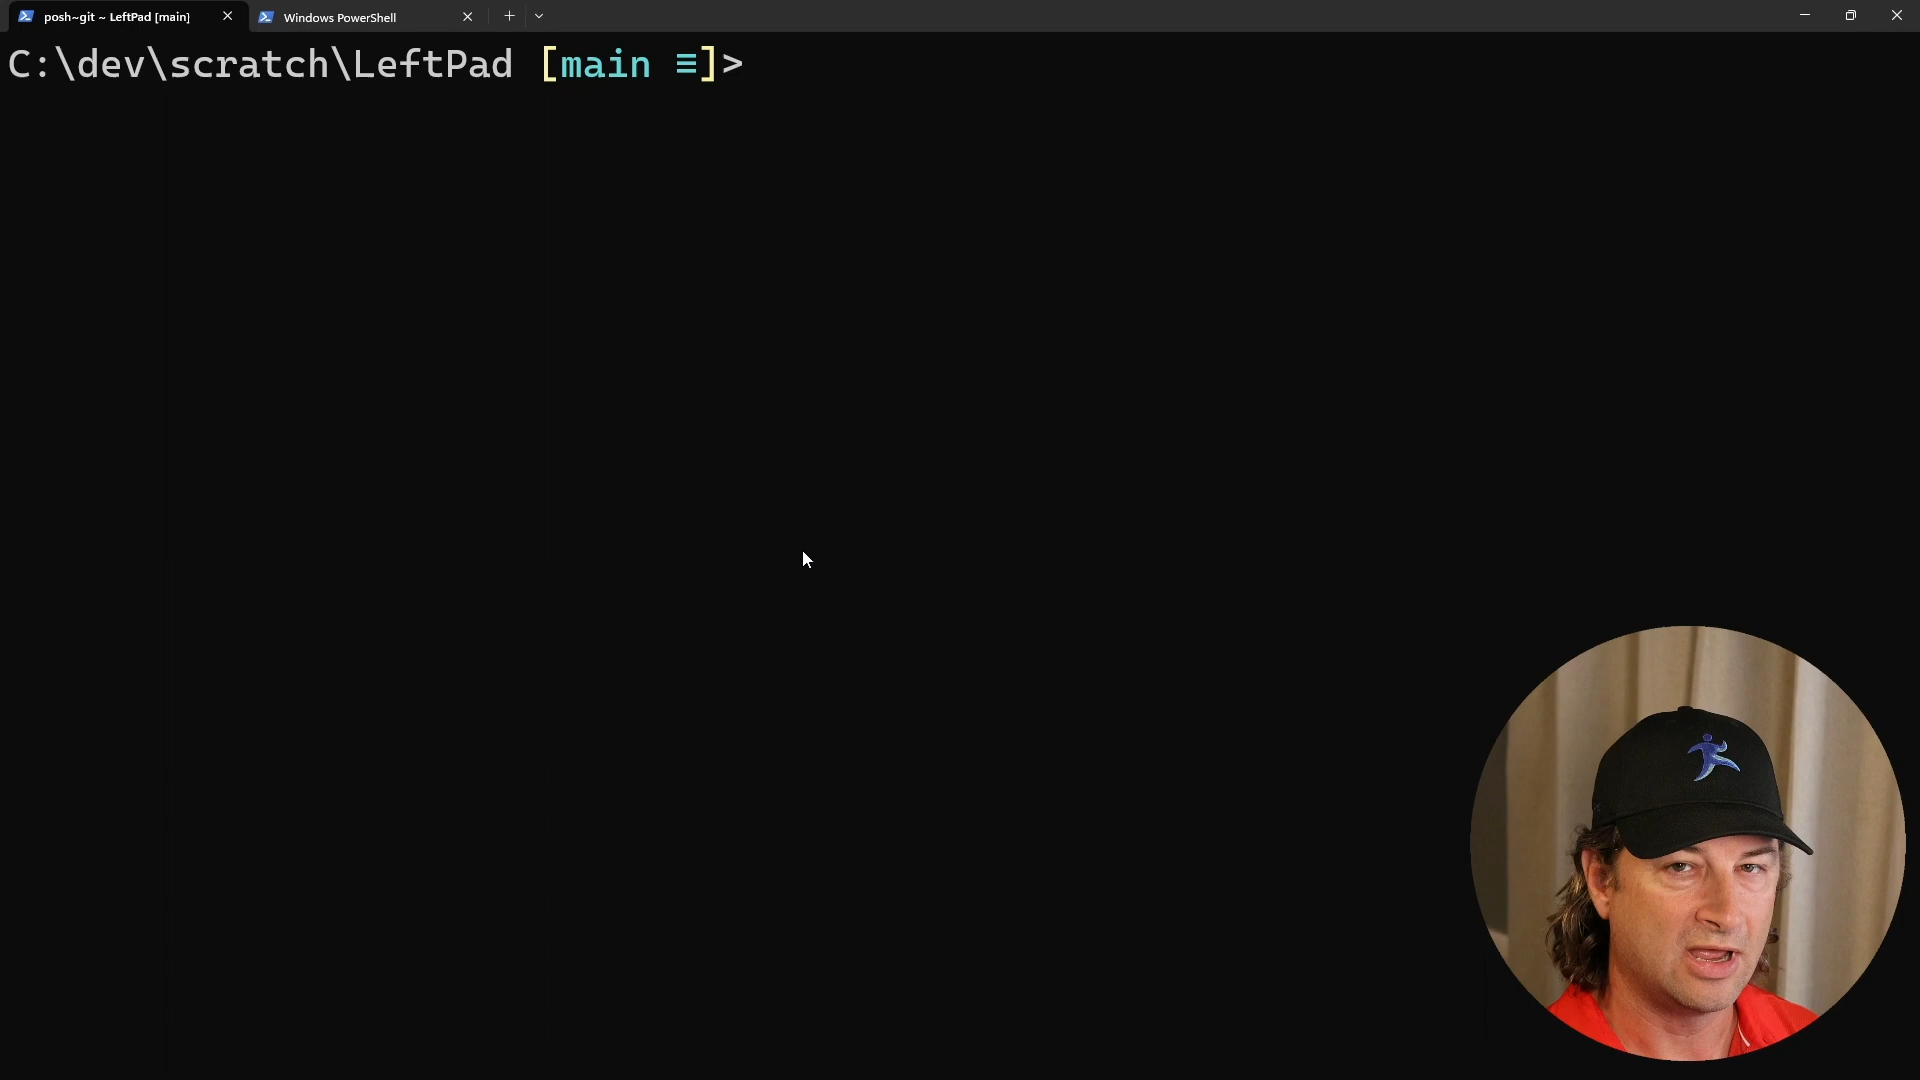 posh~git ~ LeftPad [main]
Windows PowerShell
C:\dev\scratch\LeftPad [main ≡]>